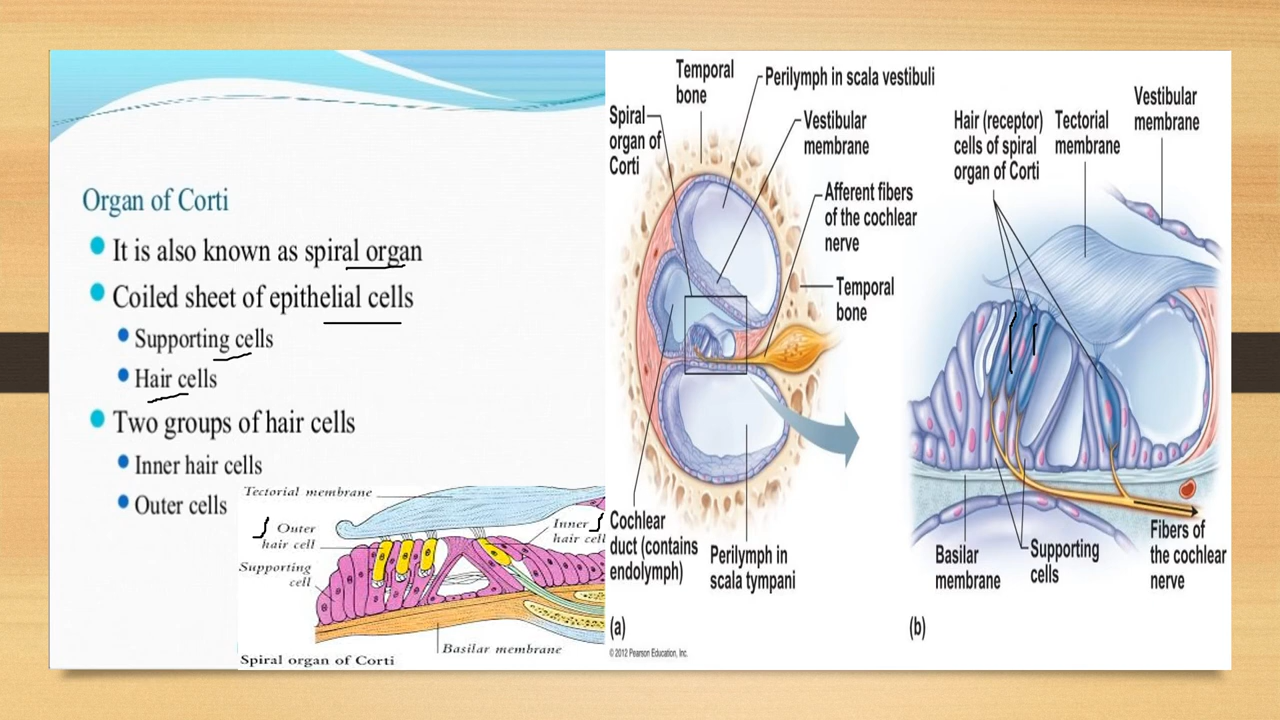 Organ of Corti
It is also known as spiral organ
Coiled sheet of epithelial cells
Supporting cells
Hair cells
Two groups of hair cells
Inner hair cells
Outer cells
Tectorial membrane
Outer
hair cell
Supporting
cell
Inner
hair cell
Basilar membrane
Spiral organ of Corti
Temporal
bone
Perilymph in scala vestibuli
Spiral
organ of
Corti
Vestibular
membrane
Afferent fibers
of the cochlear
nerve
Temporal
bone
Cochlear
duct (contains
endolymph)
Perilymph in
scala tympani
(a)
© 2012 Pearson Education, Inc.
Hair (receptor)
cells of spiral
organ of Corti
Tectorial
membrane
Vestibular
membrane
Basilar
membrane
Supporting
cells
Fibers of
the cochlear
nerve
(b)